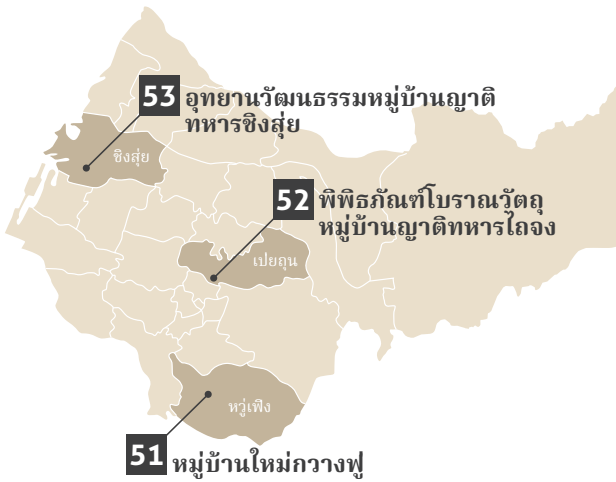 53 อุทยานวัฒนธรรมหมู่บ้านญาติ
ทหารชิงสุ่ย
ชิงสุ่ย
52 พิพิธภัณฑ์โบราณวัตถุ
หมู่บ้านญาติทหารไถจง
เปยถุน
หวู่เฟิง
51 หมู่บ้านใหม่กวางฟู